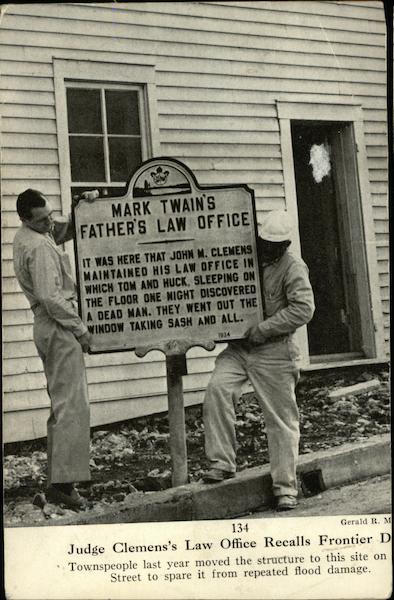 MARK TWAIN'S
FATHER'S LAW OFFICE
IT WAS HERE THAT JOHN M. CLEMENS
MAINTAINED HIS LAW OFFICE IN
WHICH TOM AND HUCK, SLEEPING ON
THE FLOOR ONE NIGHT DISCOVERED
A DEAD MAN. THEY WENT OUT THE
WINDOW TAKING SASH AND ALL.
1934
134
Gerald R. M
Judge Clemens's Law Office Recalls Frontier D
Townspeople last year moved the structure to this site on
Street to spare it from repeated flood damage.